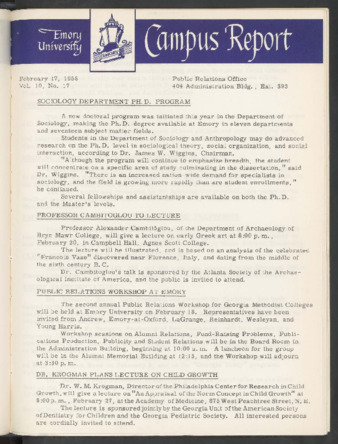 Emory
University
Campus Report
February 17, 1964
Vol. 16, No. 17
Public Relations Office
404 Administration Bldg., Ext. 388
SOCIOLOGY DEPARTMENT PH. D. PROGRAM
A new doctoral program was initiated this year in the Department of
Sociology, making the Ph. D. degree available at Emory in eleven departments
and seventeen subject matter fields.
Students in the Department of Sociology and Anthropology may do advanced
research on the Ph. D. level in sociological theory, social organization, and social
interaction, according to Dr. James W. Wiggins, Chairman.
"Although the program will continue to emphasize breadth, the student
will concentrate on a specific area of study culminating in the dissertation," said
Dr. Wiggins. "There is an increased nation wide demand for specialists in
sociology, and the field is growing more rapidly than are student enrollments,"
he continued.
Several fellowships and assistantships are available on both the Ph. D.
and the Master's levels.
PROFESSOR CAMBITOGLOU TO LECTURE
Professor Alexander Cambitoglou, of the Department of Archaeology of
Bryn Mawr College, will give a lecture on early Greek art at 8:00 p. m.,
February 20, in Campbell Hall, Agnes Scott College.
The lecture will be illustrated, and is based on an analysis of the celebrated
"Francois Vase" discovered near Florence, Italy, and dating from the middle of
the sixth century B. C.
Dr. Cambitoglou's talk is sponsored by the Atlanta Society of the Archae-
ological Institute of America, and the public is invited to attend.
PUBLIC RELATIONS WORKSHOP AT EMORY
The second annual Public Relations Workshop for Georgia Methodist Colleges
will be held at Emory University on February 18. Representatives have been
invited from Andrew, Emory-at-Oxford, LaGrange, Reinhardt, Wesleyan, and
Young Harris.
Workshop sessions on Alumni Relations, Fund-Raising Problems, Publi-
cations Production, Publicity and Student Relations will be in the Board Room in
the Administration Building, beginning at 10:00 a. m. A luncheon for the group
will be in the Alumni Memorial Building at 12:15, and the Workshop will adjourn
at 3:00 p. m.
DR. KROGMAN PLANS LECTURE ON CHILD GROWTH
Dr. W. M. Krogman, Director of the Philadelphia Center for Research in Child
Growth, will give a lecture on "An Appraisal of the Norm Concept in Child Growth" at
8:00 p. m., February 27, at the Academy of Medicine, 875 West Peachtree Street, N. E.
The lecture is sponsored jointly by the Georgia Unit of the American Society
of Dentistry for Children and the Georgia Pediatric Society. All interested persons
are cordially invited to attend.